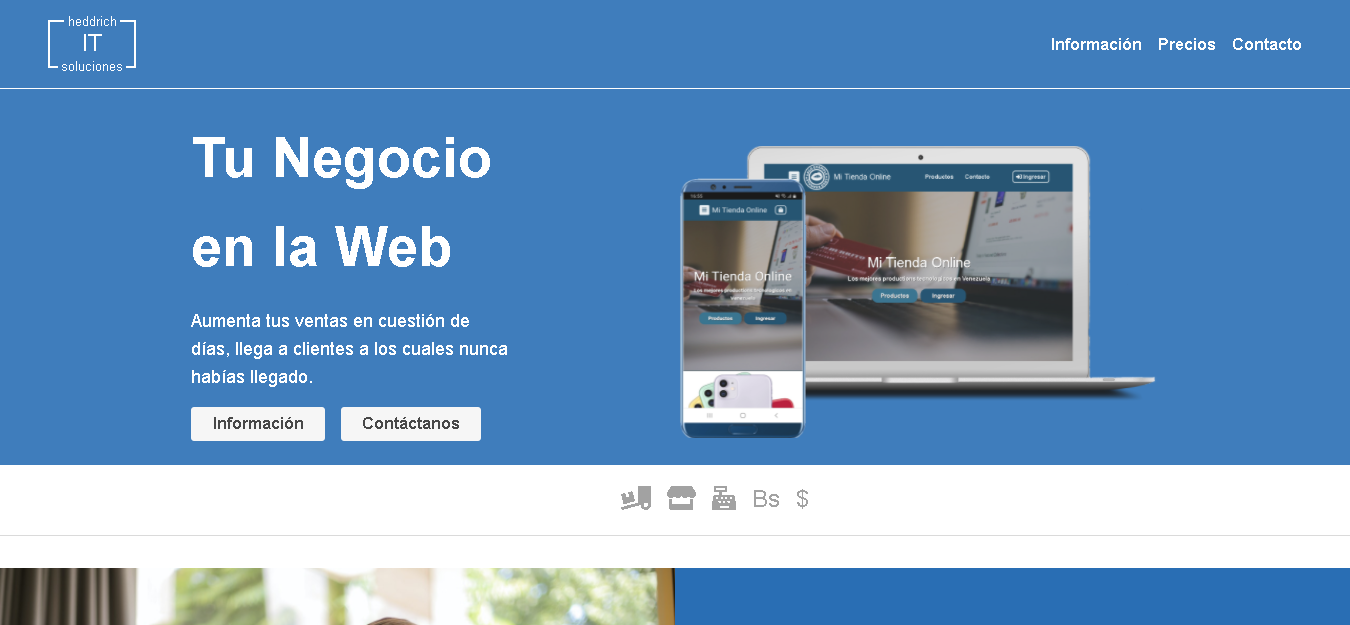 heddrich
IT
soluciones
Información Precios Contacto
Tu Negocio
en la Web
Aumenta tus ventas en cuestión de
días, llega a clientes a los cuales nunca
habías llegado.
Información Contáctanos
Mi Tienda Online Productos Contacto Ingresar
Mi Tienda Online
Los mejores productos tecnologicos en Venezuela
Productos Ingresar
Mi Tienda Online
Mi Tienda Online
Los mejores productos tecnologicos en
Venezuela
Productos Ingresar
Bs $